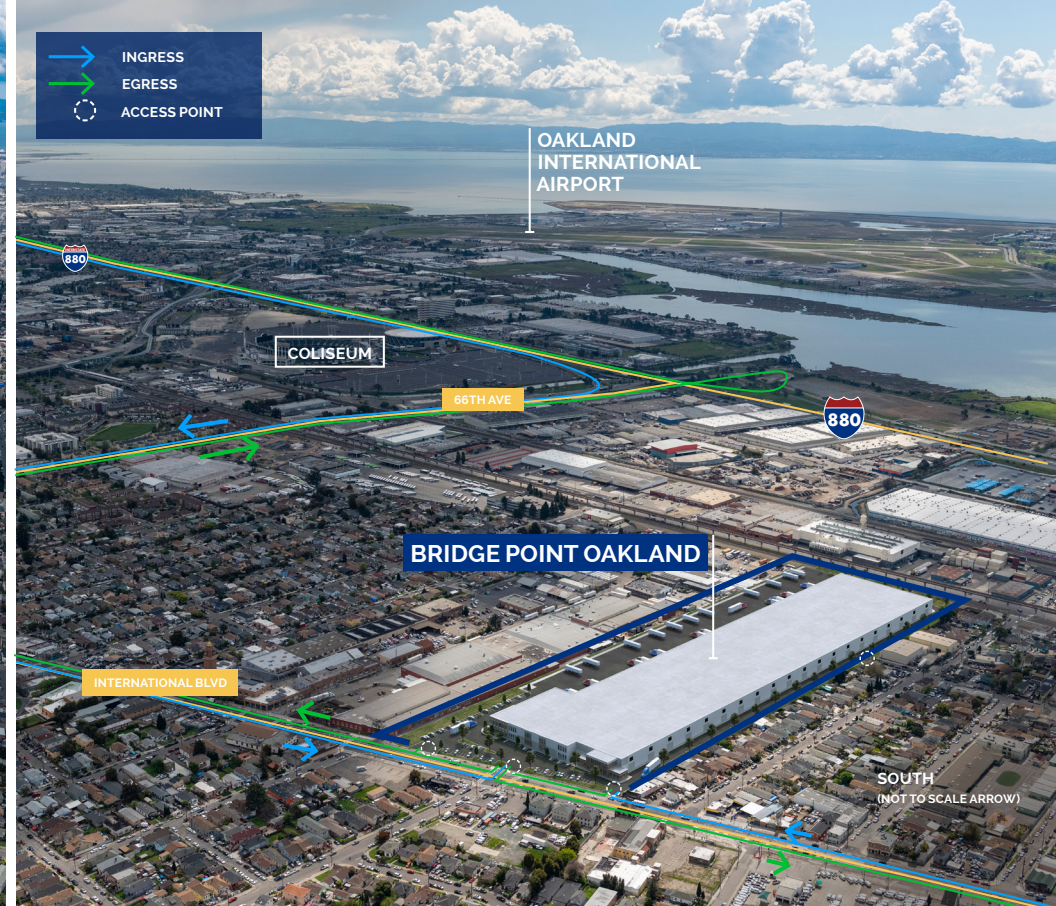 INGRESS
EGRESS
ACCESS POINT
OAKLAND
INTERNATIONAL
AIRPORT
880
COLISEUM
66TH AVE
880
BRIDGE POINT OAKLAND
INTERNATIONAL BLVD
SOUTH
(NOT TO SCALE ARROW)